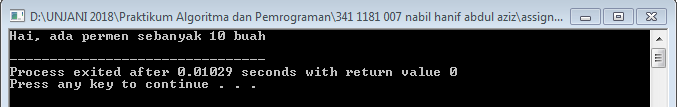 D:\UNJANI 2018\Praktikum Algoritma dan Pemrograman\341 1181 007 nabil hanif abdul aziz\assign...
Hai, ada permen sebanyak 10 buah
--------------------------------
Process exited after 0.01029 seconds with return value 0
Press any key to continue . . .